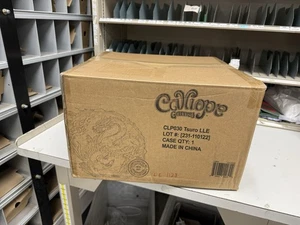 Calliope
GAMES
CLP030 Tsuro LLE
LOT #: [231-110122]
CASE QTY: 1
MADE IN CHINA